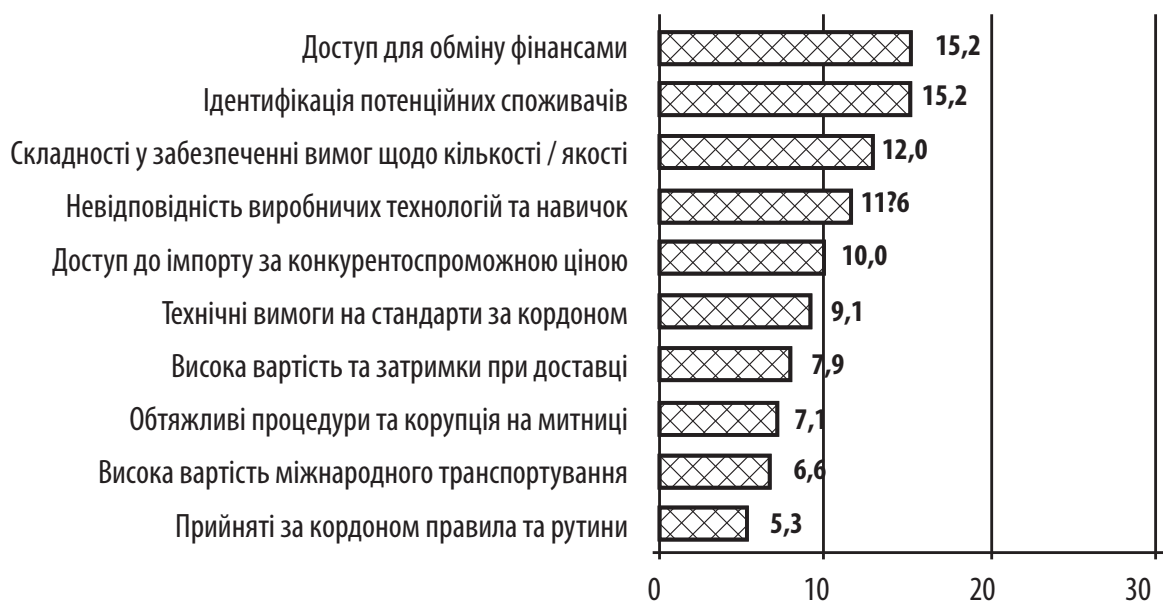 Доступ для обміну фінансами 15,2
Ідентифікація потенційних споживачів 15,2
Складності у забезпеченні вимог щодо кількості / якості 12,0
Невідповідність виробничих технологій та навичок 11?6
Доступ до імпорту за конкурентоспроможною ціною 10,0
Технічні вимоги на стандарти за кордоном 9,1
Висока вартість та затримки при доставці 7,9
Обтяжливі процедури та корупція на митниці 7,1
Висока вартість міжнародного транспортування 6,6
Прийняті за кордоном правила та рутини 5,3
0 10 20 30